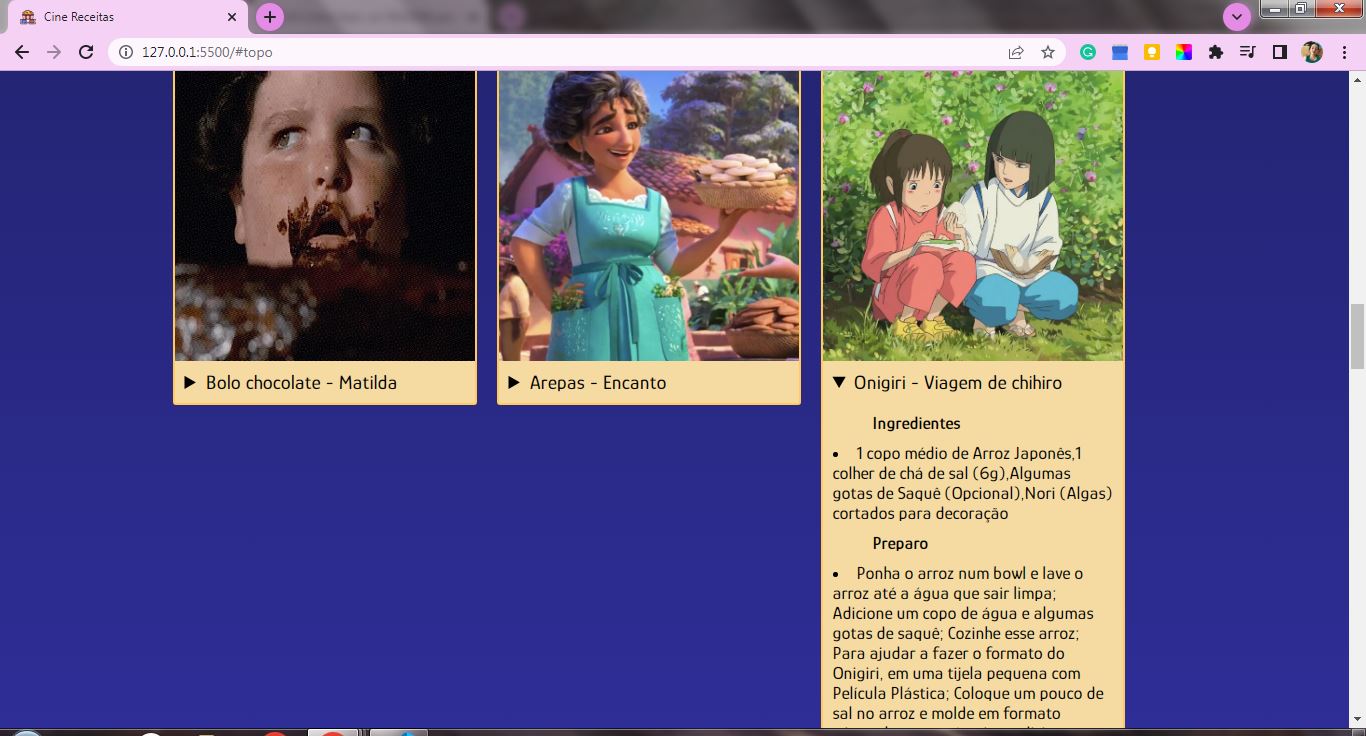 Cine Receitas
127.0.0.1:5500/#topo
Bolo chocolate - Matilda
Arepas - Encanto
Onigiri - Viagem de chihiro
Ingredientes
• 1 copo médio de Arroz Japonês,1
colher de chá de sal (6g),Algumas
gotas de Saquê (Opcional),Nori (Algas)
cortados para decoração
Preparo
• Ponha o arroz num bowl e lave o
arroz até a água que sair limpa;
Adicione um copo de água e algumas
gotas de saquê; Cozinhe esse arroz;
Para ajudar a fazer o formato do
Onigiri, em uma tijela pequena com
Película Plástica; Coloque um pouco de
sal no arroz e molde em formato